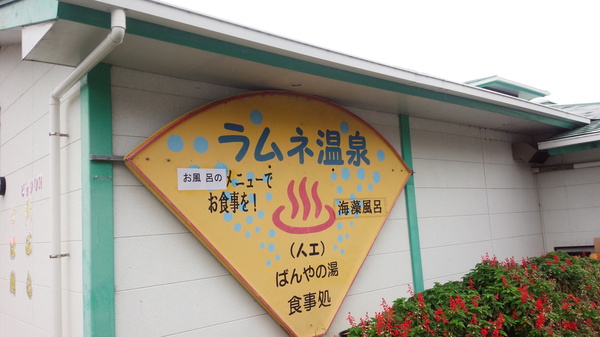 ラムネ温泉
お風呂の
メニューで
お食事を！
海藻風呂
（人工）
ばんやの湯
食事処